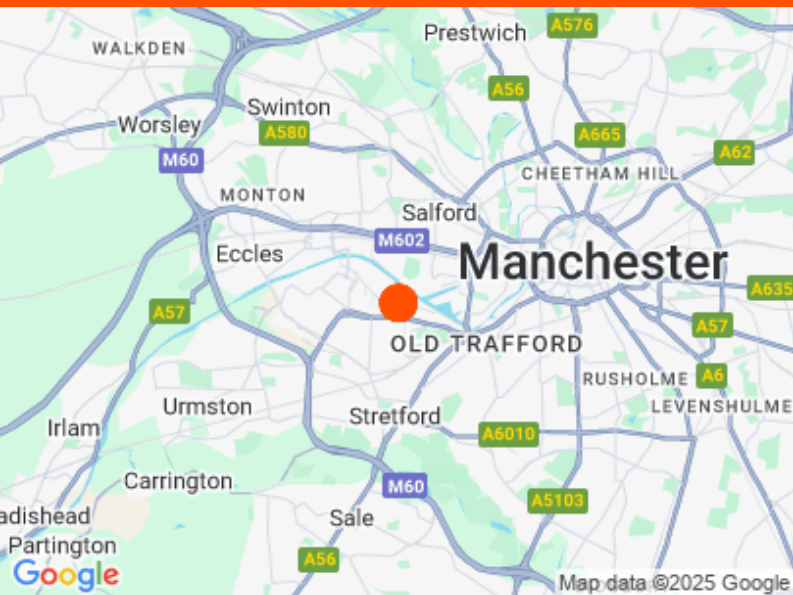 Prestwich
A576
WALKDEN
A56
Swinton
Worsley
A580
A665
A62
M60
CHEETHAM HILL
MONTON
Salford
M602
Eccles
Manchester
A635
A57
A57
OLD TRAFFORD
RUSHOLME
A6
Urmston
LEVENSHULME
Stretford
Irlam
A6010
Carrington
M60
A5103
adishead
Sale
Partington
A56
Google
Map data ©2025 Google